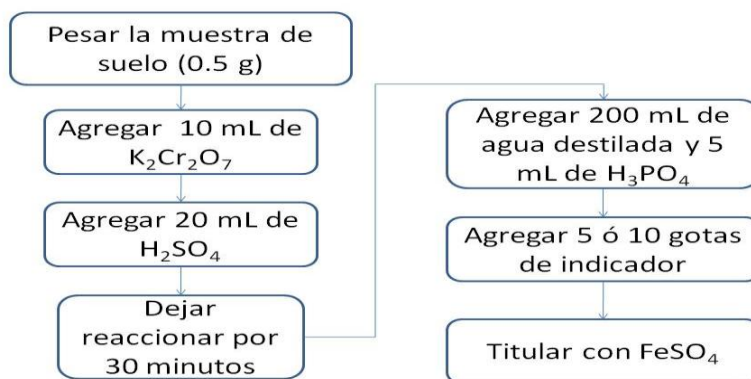 Pesar la muestra de
suelo (0.5 g)
Agregar 10 mL de
K₂Cr₂O₇
Agregar 20 mL de
H₂SO₄
Dejar
reaccionar por
30 minutos
Agregar 200 mL de
agua destilada y 5
mL de H₃PO₄
Agregar 5 ó 10 gotas
de indicador
Titular con FeSO₄